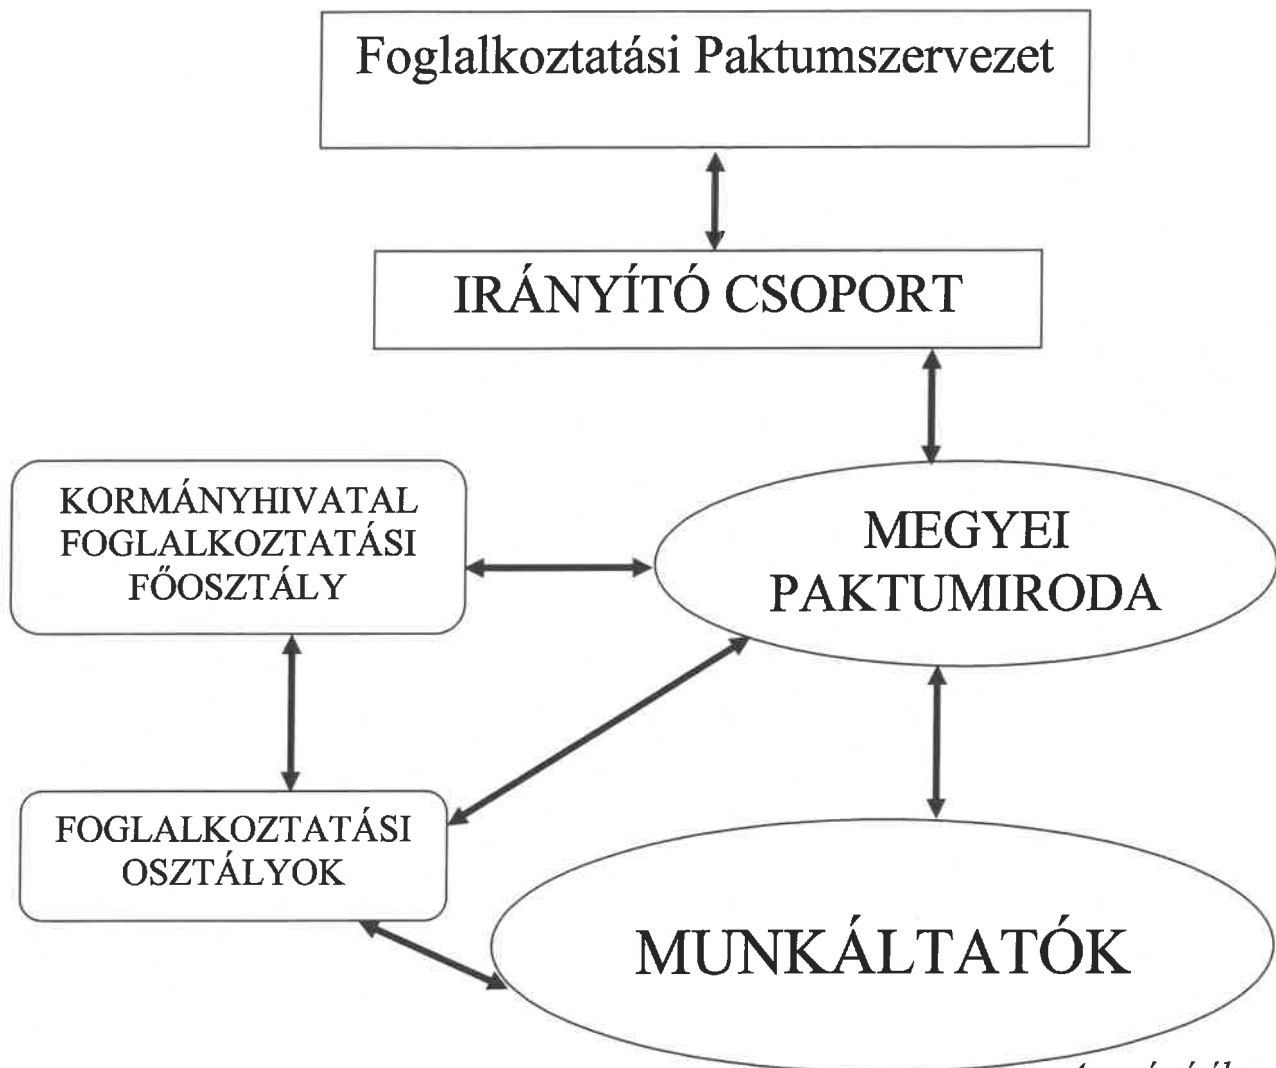 Foglalkoztatási Paktumszervezet
IRÁNYÍTÓ CSOPORT
KORMÁNYHIVATAL
FOGLALKOZTATÁSI
FŐOSZTÁLY
MEGYEI
PAKTUMIRODA
FOGLALKOZTATÁSI
OSZTÁLYOK
MUNKÁLTATÓK